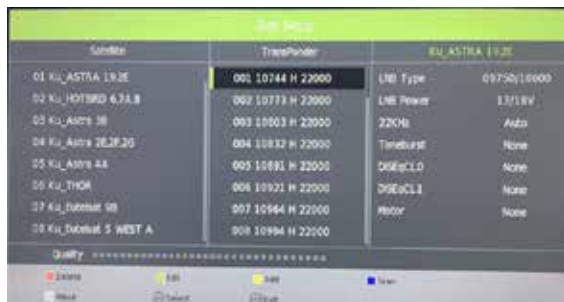 Dish Setup
Satellite
Transponder
KU_ASTRA 19.2E
01 Ku_ASTRA 19.2E
02 Ku_HOTBIRD 6,7A,8
03 Ku_Astra 3B
04 Ku_Astra 2E,2F,2G
05 Ku_Astra 4A
06 Ku_THOR
07 Ku_Eutelsat 9B
08 Ku_Eutelsat 5 WEST A
001 10744 H 22000
002 10773 H 22000
003 10803 H 22000
004 10832 H 22000
005 10891 H 22000
006 10921 H 22000
007 10964 H 22000
008 10994 H 22000
LNB Type 09750/10600
LNB Power 13/18V
22KHz Auto
Toneburst None
DISEqC1.0 None
DISEqC1.1 None
Motor None
Quality
Delete
Edit
Add
Scan
Move
Select
Exit